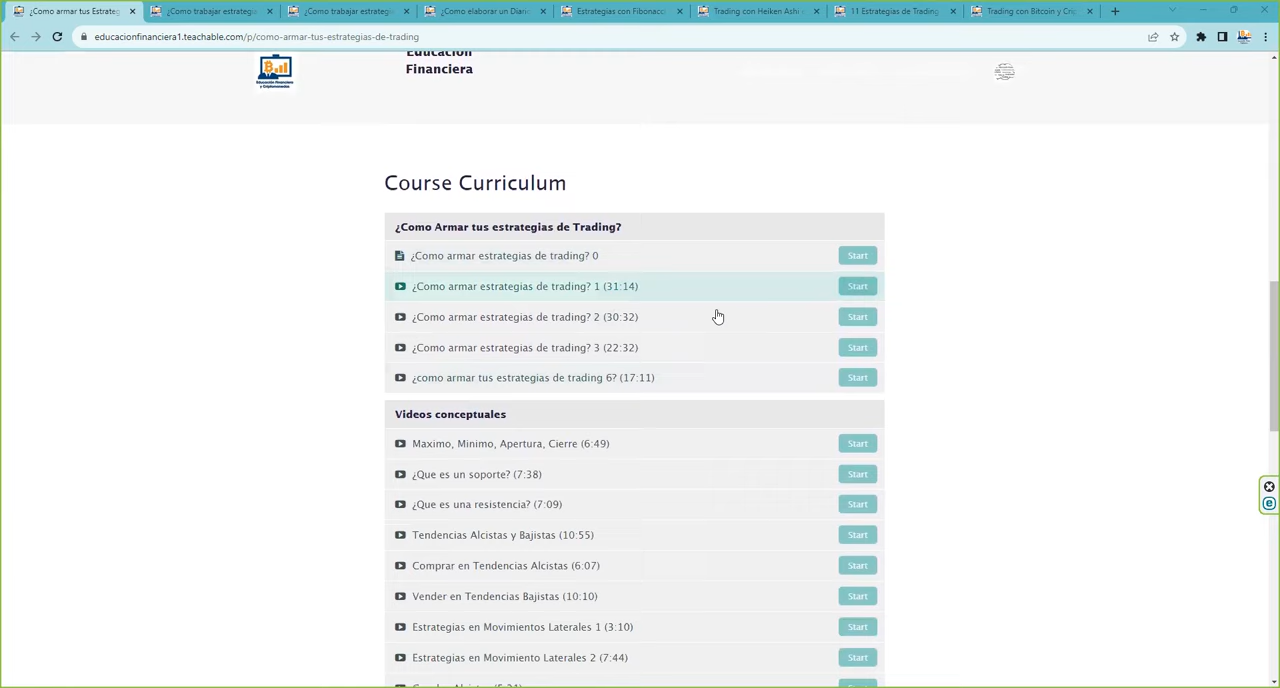 ¿Como armar tus Estrateg
¿Como trabajar estrategi
¿Como trabajar estrategi
¿Como elaborar un Diari
Estrategias con Fibonacc
Trading con Heiken Ashi
11 Estrategias de Trading
Trading con Bitcoin y Crip
educacionfinanciera1.teachable.com/p/como-armar-tus-estrategias-de-trading
Educación
Financiera
Course Curriculum
¿Como Armar tus estrategias de Trading?
¿Como armar estrategias de trading? 0 Start
¿Como armar estrategias de trading? 1 (31:14) Start
¿Como armar estrategias de trading? 2 (30:32) Start
¿Como armar estrategias de trading? 3 (22:32) Start
¿como armar tus estrategias de trading 6? (17:11) Start
Videos conceptuales
Maximo, Minimo, Apertura, Cierre (6:49) Start
¿Que es un soporte? (7:38) Start
¿Que es una resistencia? (7:09) Start
Tendencias Alcistas y Bajistas (10:55) Start
Comprar en Tendencias Alcistas (6:07) Start
Vender en Tendencias Bajistas (10:10) Start
Estrategias en Movimientos Laterales 1 (3:10) Start
Estrategias en Movimiento Laterales 2 (7:44) Start